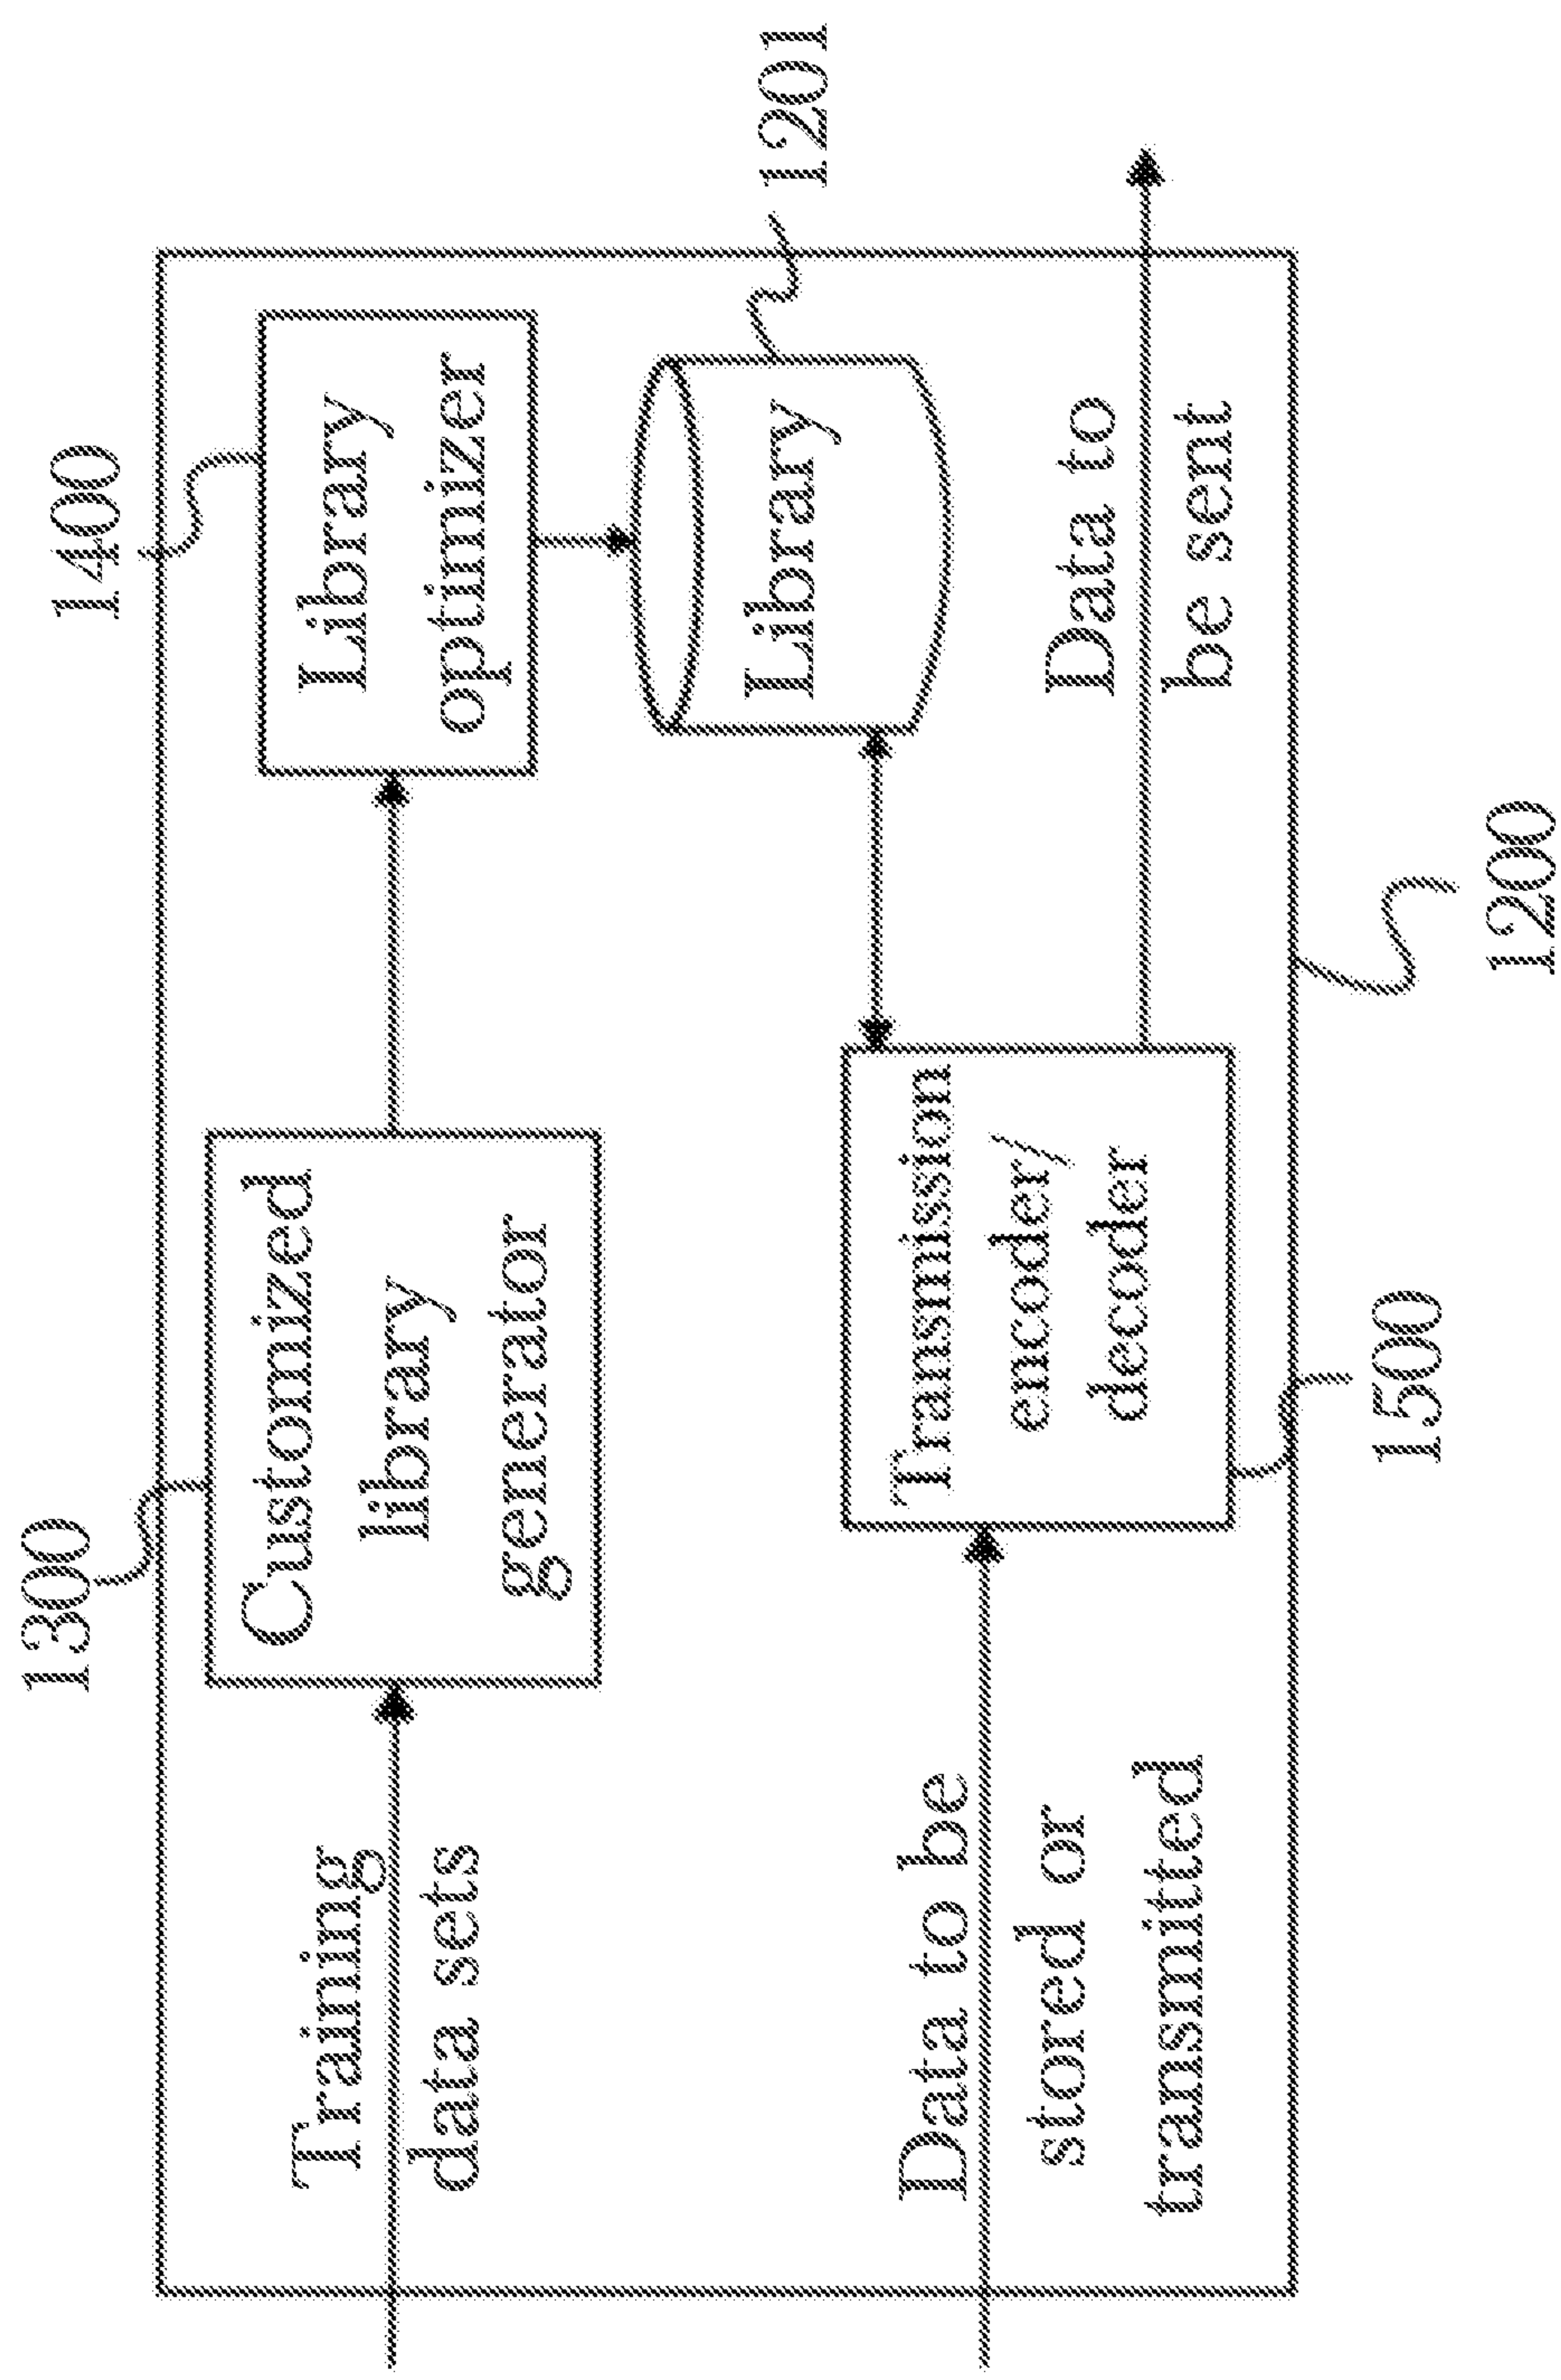 1300
1400
Training
data sets
Customized
library
generator
Library
optimizer
Library
1201
Data to be
stored or
transmitted
Transmission
encoder/
decoder
Data to
be sent
1500
1200